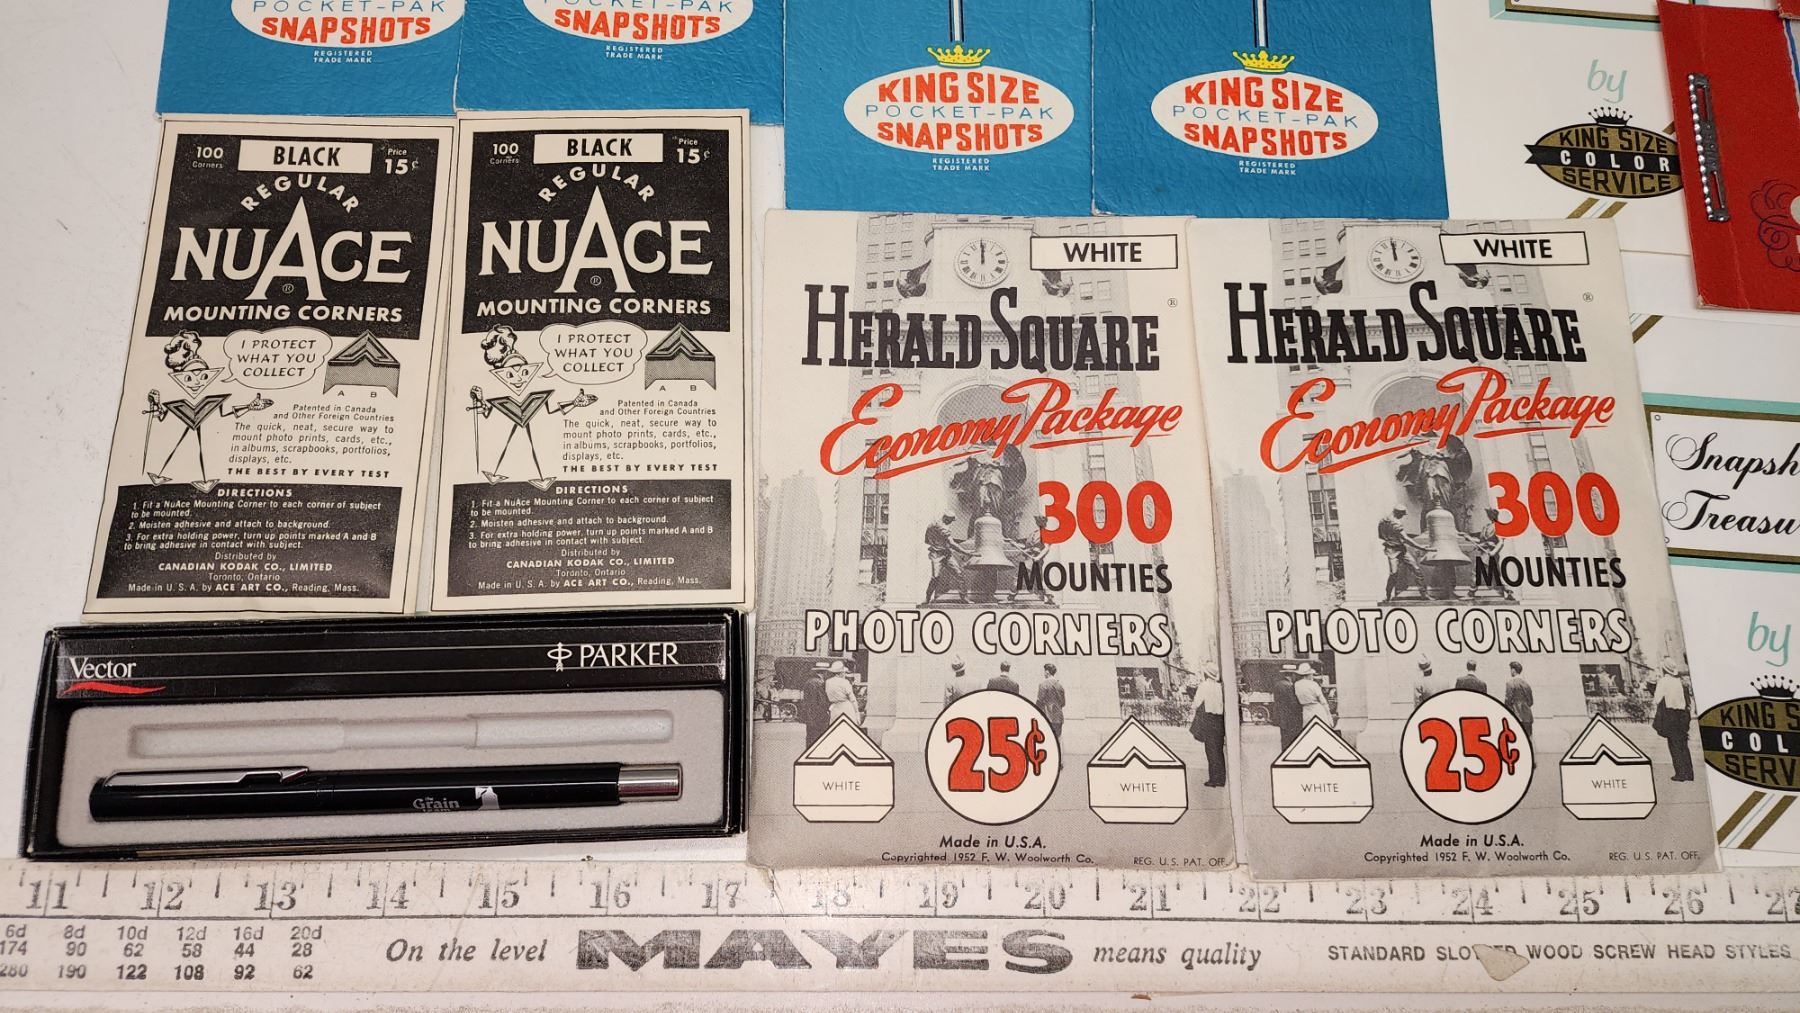 POCKET-PAK
SNAPSHOTS
REGISTERED
TRADE MARK
POCKET-PAK
SNAPSHOTS
REGISTERED
TRADE MARK
KING SIZE
POCKET-PAK
SNAPSHOTS
REGISTERED
TRADE MARK
KING SIZE
POCKET-PAK
SNAPSHOTS
REGISTERED
TRADE MARK
by
KING SIZE
COLOR
SERVICE
100
Corners
BLACK
Price
15¢
REGULAR
NUACE
®
MOUNTING CORNERS
I PROTECT
WHAT YOU
COLLECT
A B
Patented in Canada
and Other Foreign Countries
The quick, neat, secure way to
mount photo prints, cards, etc.,
in albums, scrapbooks, portfolios,
displays, etc.
THE BEST BY EVERY TEST
DIRECTIONS
1. Fit a NuAce Mounting Corner to each corner of subject
to be mounted.
2. Moisten adhesive and attach to background.
3. For extra holding power, turn up points marked A and B
to bring adhesive in contact with subject.
Distributed by
CANADIAN KODAK CO., LIMITED
Toronto, Ontario
Made in U.S.A. by ACE ART CO., Reading, Mass.
100
Corners
BLACK
Price
15¢
REGULAR
NUACE
®
MOUNTING CORNERS
I PROTECT
WHAT YOU
COLLECT
A B
Patented in Canada
and Other Foreign Countries
The quick, neat, secure way to
mount photo prints, cards, etc.,
in albums, scrapbooks, portfolios,
displays, etc.
THE BEST BY EVERY TEST
DIRECTIONS
1. Fit a NuAce Mounting Corner to each corner of subject
to be mounted.
2. Moisten adhesive and attach to background.
3. For extra holding power, turn up points marked A and B
to bring adhesive in contact with subject.
Distributed by
CANADIAN KODAK CO., LIMITED
Toronto, Ontario
Made in U.S.A. by ACE ART CO., Reading, Mass.
WHITE
HERALD SQUARE
®
Economy Package
300
MOUNTIES
PHOTO CORNERS
25¢
WHITE
WHITE
Made in U.S.A.
Copyrighted 1952 F. W. Woolworth Co.
REG. U.S. PAT. OFF.
WHITE
HERALD SQUARE
®
Economy Package
300
MOUNTIES
PHOTO CORNERS
25¢
WHITE
WHITE
Made in U.S.A.
Copyrighted 1952 F. W. Woolworth Co.
REG. U.S. PAT. OFF.
Snapsh
Treasu
by
KING S
COL
SERV
Vector
PARKER
the
Grain
11 12 13 14 15 16 17 18 19 20 21 22 23 24 25 26 27
6d 8d 10d 12d 16d 20d
174 90 62 58 44 28
280 190 122 108 92 62
On the level MAYES means quality
STANDARD SLOTTED WOOD SCREW HEAD STYLES